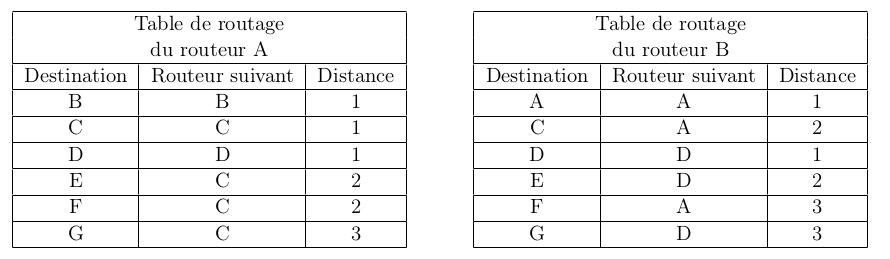 Table de routage
du routeur A
Destination Routeur suivant Distance
B B 1
C C 1
D D 1
E C 2
F C 2
G C 3
Table de routage
du routeur B
Destination Routeur suivant Distance
A A 1
C A 2
D D 1
E D 2
F A 3
G D 3